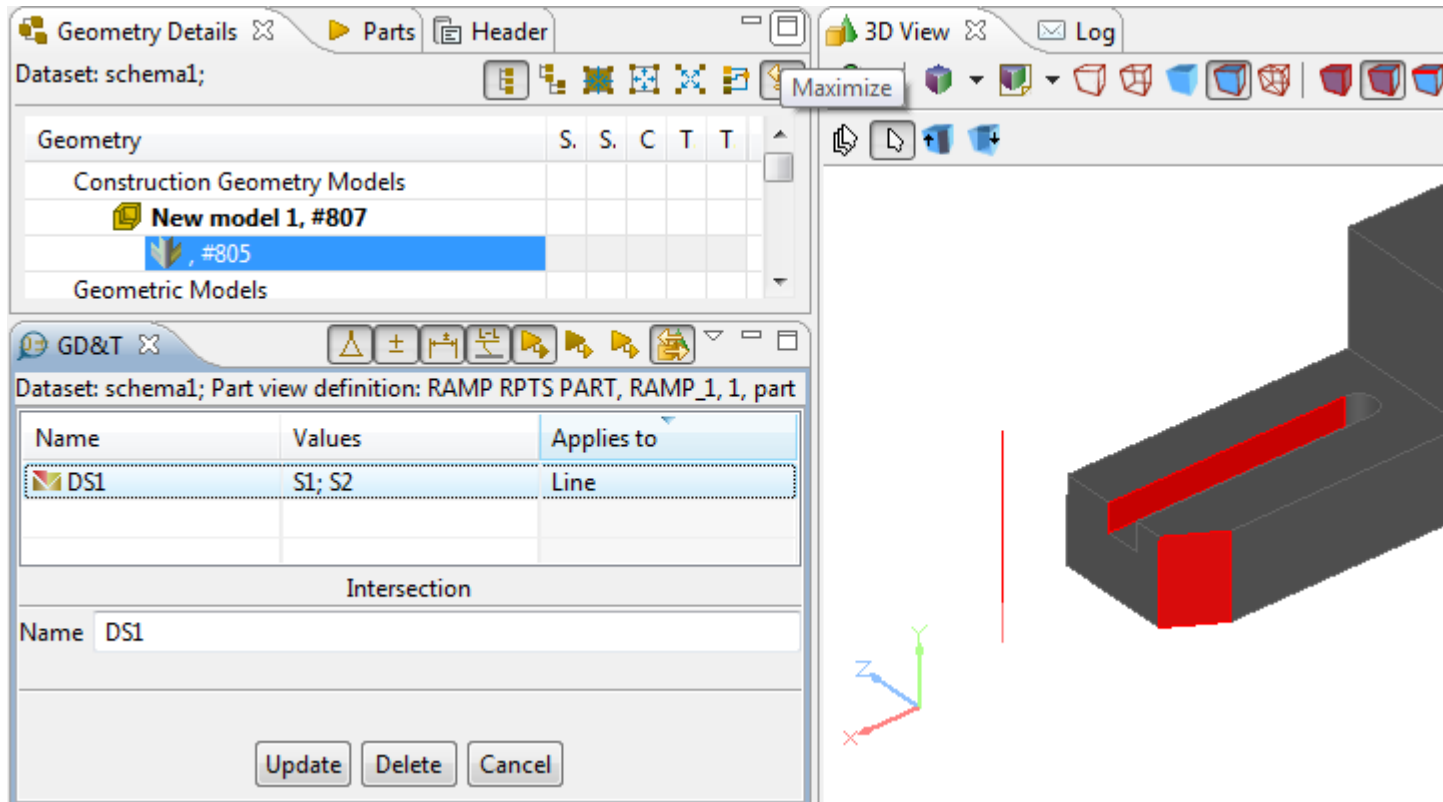 Geometry Details Parts Header
Dataset: schema1;
Maximize
Geometry S. S. C T T
Construction Geometry Models
New model 1, #807
, #805
Geometric Models
GD&T
Dataset: schema1; Part view definition: RAMP RPTS PART, RAMP_1, 1, part
Name Values Applies to
DS1 S1; S2 Line
Intersection
Name DS1
Update Delete Cancel
3D View Log
Y
Z
X